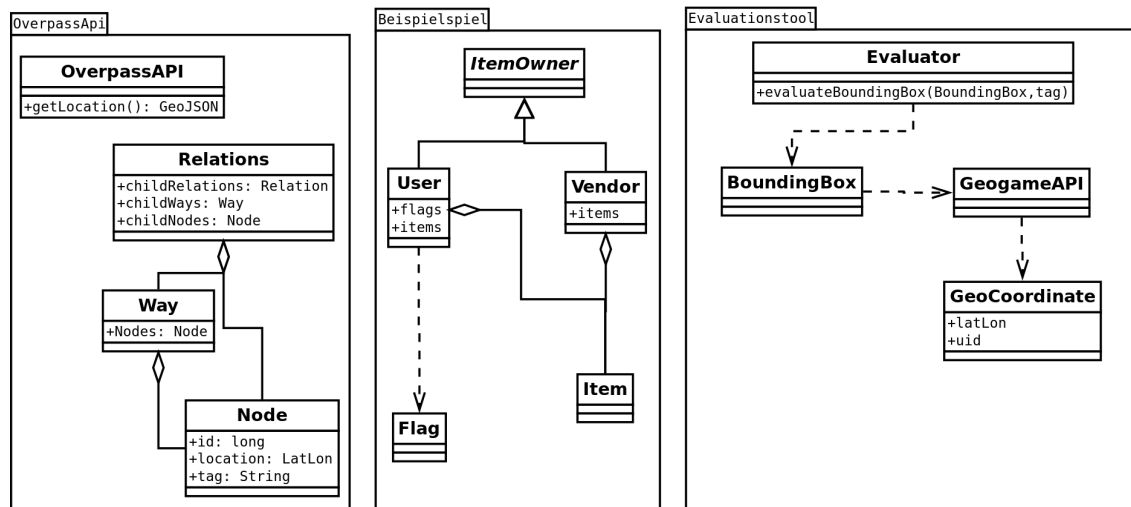 OverpassApi
OverpassAPI
+getLocation(): GeoJSON
Relations
+childRelations: Relation
+childWays: Way
+childNodes: Node
Way
+Nodes: Node
Node
+id: long
+location: LatLon
+tag: String
Beispielspiel
ItemOwner
User
+flags
+items
Vendor
+items
Item
Flag
Evaluationstool
Evaluator
+evaluateBoundingBox(BoundingBox,tag)
BoundingBox
GeogameAPI
GeoCoordinate
+latLon
+uid